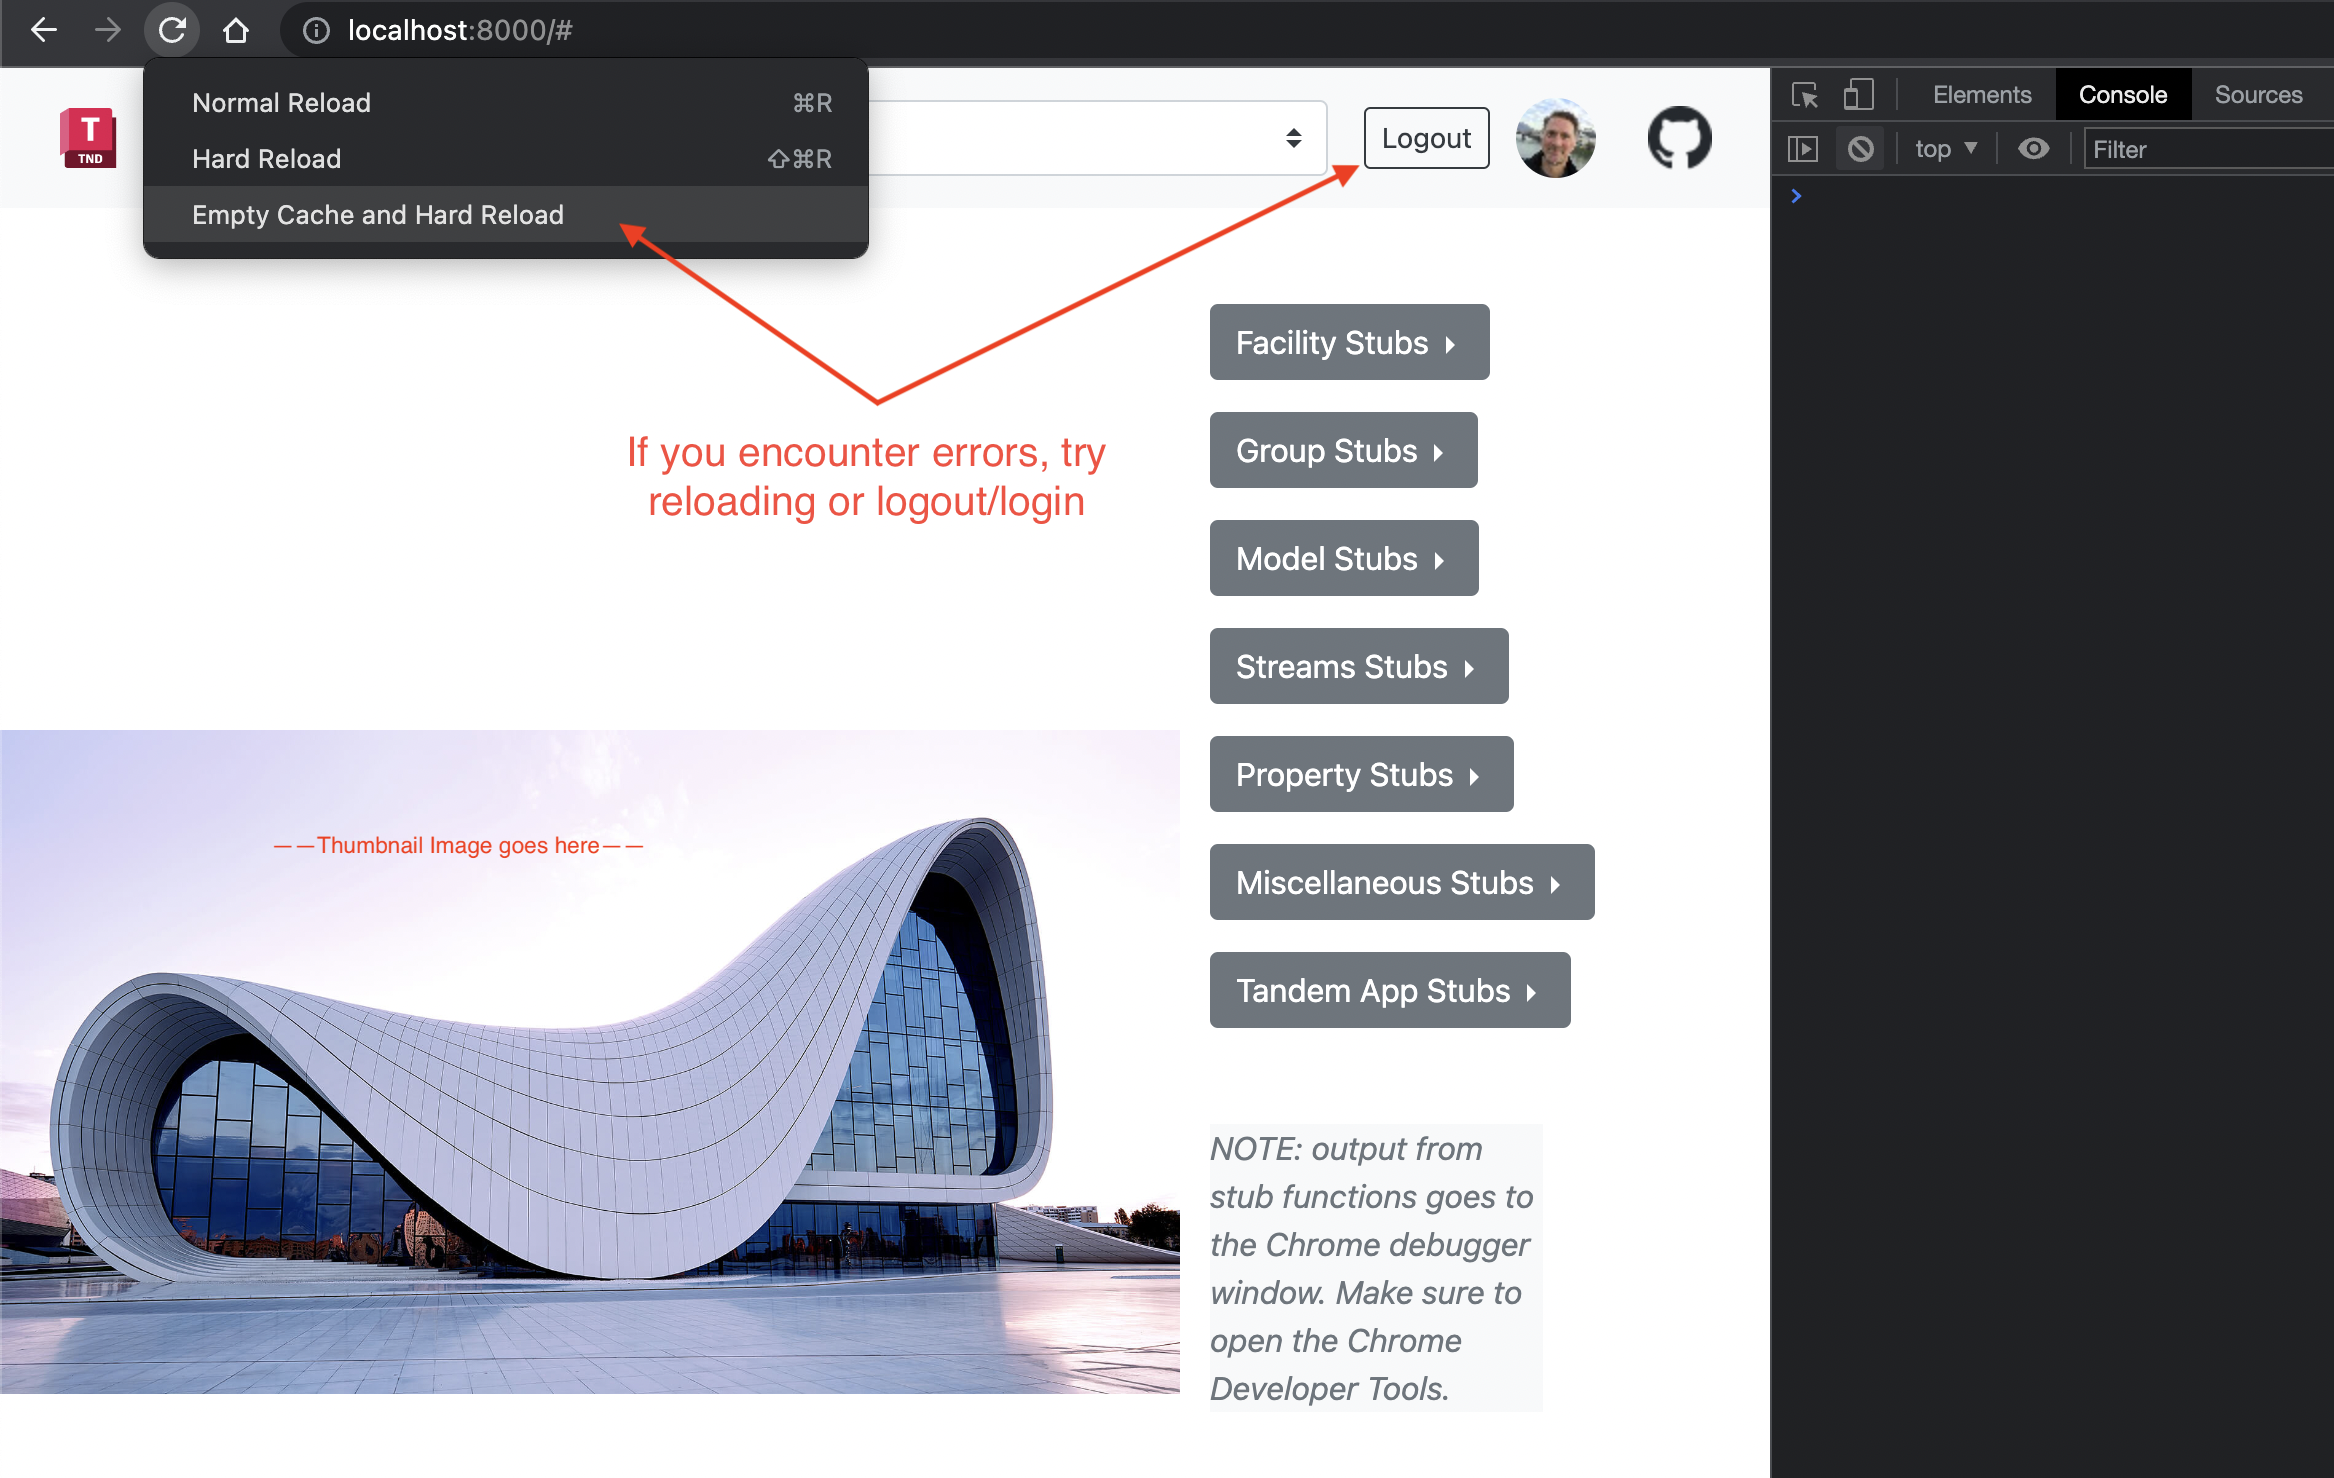 localhost:8000/#
Normal Reload ⌘R
Hard Reload ⇧⌘R
Empty Cache and Hard Reload
T
TND
Logout
Elements Console Sources
top Filter
If you encounter errors, try
reloading or logout/login
Facility Stubs
Group Stubs
Model Stubs
Streams Stubs
Property Stubs
Miscellaneous Stubs
Tandem App Stubs
——Thumbnail Image goes here——
NOTE: output from
stub functions goes to
the Chrome debugger
window. Make sure to
open the Chrome
Developer Tools.